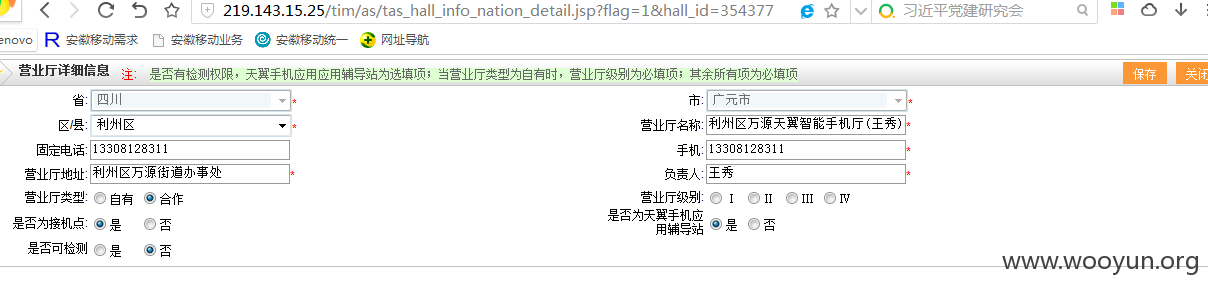 219.143.15.25/tim/as/tas_hall_info_nation_detail.jsp?flag=1&hall_id=354377 习近平党建研究会
enovo 安徽移动需求 安徽移动业务 安徽移动统一 网址导航
营业厅详细信息 注: 是否有检测权限，天翼手机应用应用辅导站为选填项；当营业厅类型为自有时，营业厅级别为必填项；其余所有项为必填项 保存 关闭
省: 四川 * 市: 广元市 *
区/县: 利州区 * 营业厅名称: 利州区万源天翼智能手机厅(王秀) *
固定电话: 13308128311 手机: 13308128311 *
营业厅地址: 利州区万源街道办事处 * 负责人: 王秀 *
营业厅类型: 自有 合作 营业厅级别: I II III IV
是否为接机点: 是 否 是否为天翼手机应用辅导站 是 否
是否可检测 是 否
www.wooyun.org